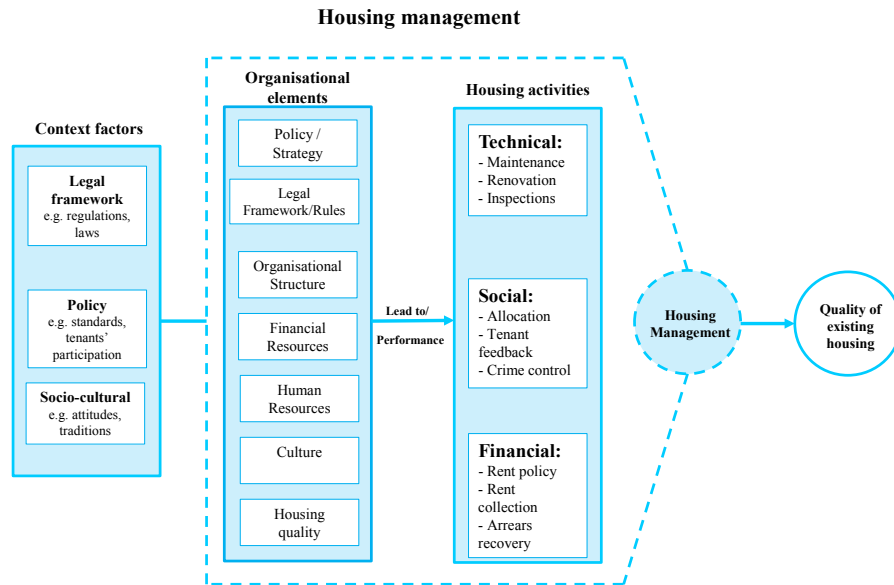 Housing management
Context factors
Legal
framework
e.g. regulations,
laws
Policy
e.g. standards,
tenants’
participation
Socio-cultural
e.g. attitudes,
traditions
Organisational
elements
Policy /
Strategy
Legal
Framework/Rules
Organisational
Structure
Financial
Resources
Human
Resources
Culture
Housing
quality
Lead to/
Performance
Housing activities
Technical:
- Maintenance
- Renovation
- Inspections
Social:
- Allocation
- Tenant
feedback
- Crime control
Financial:
- Rent policy
- Rent
collection
- Arrears
recovery
Housing
Management
Quality of
existing
housing